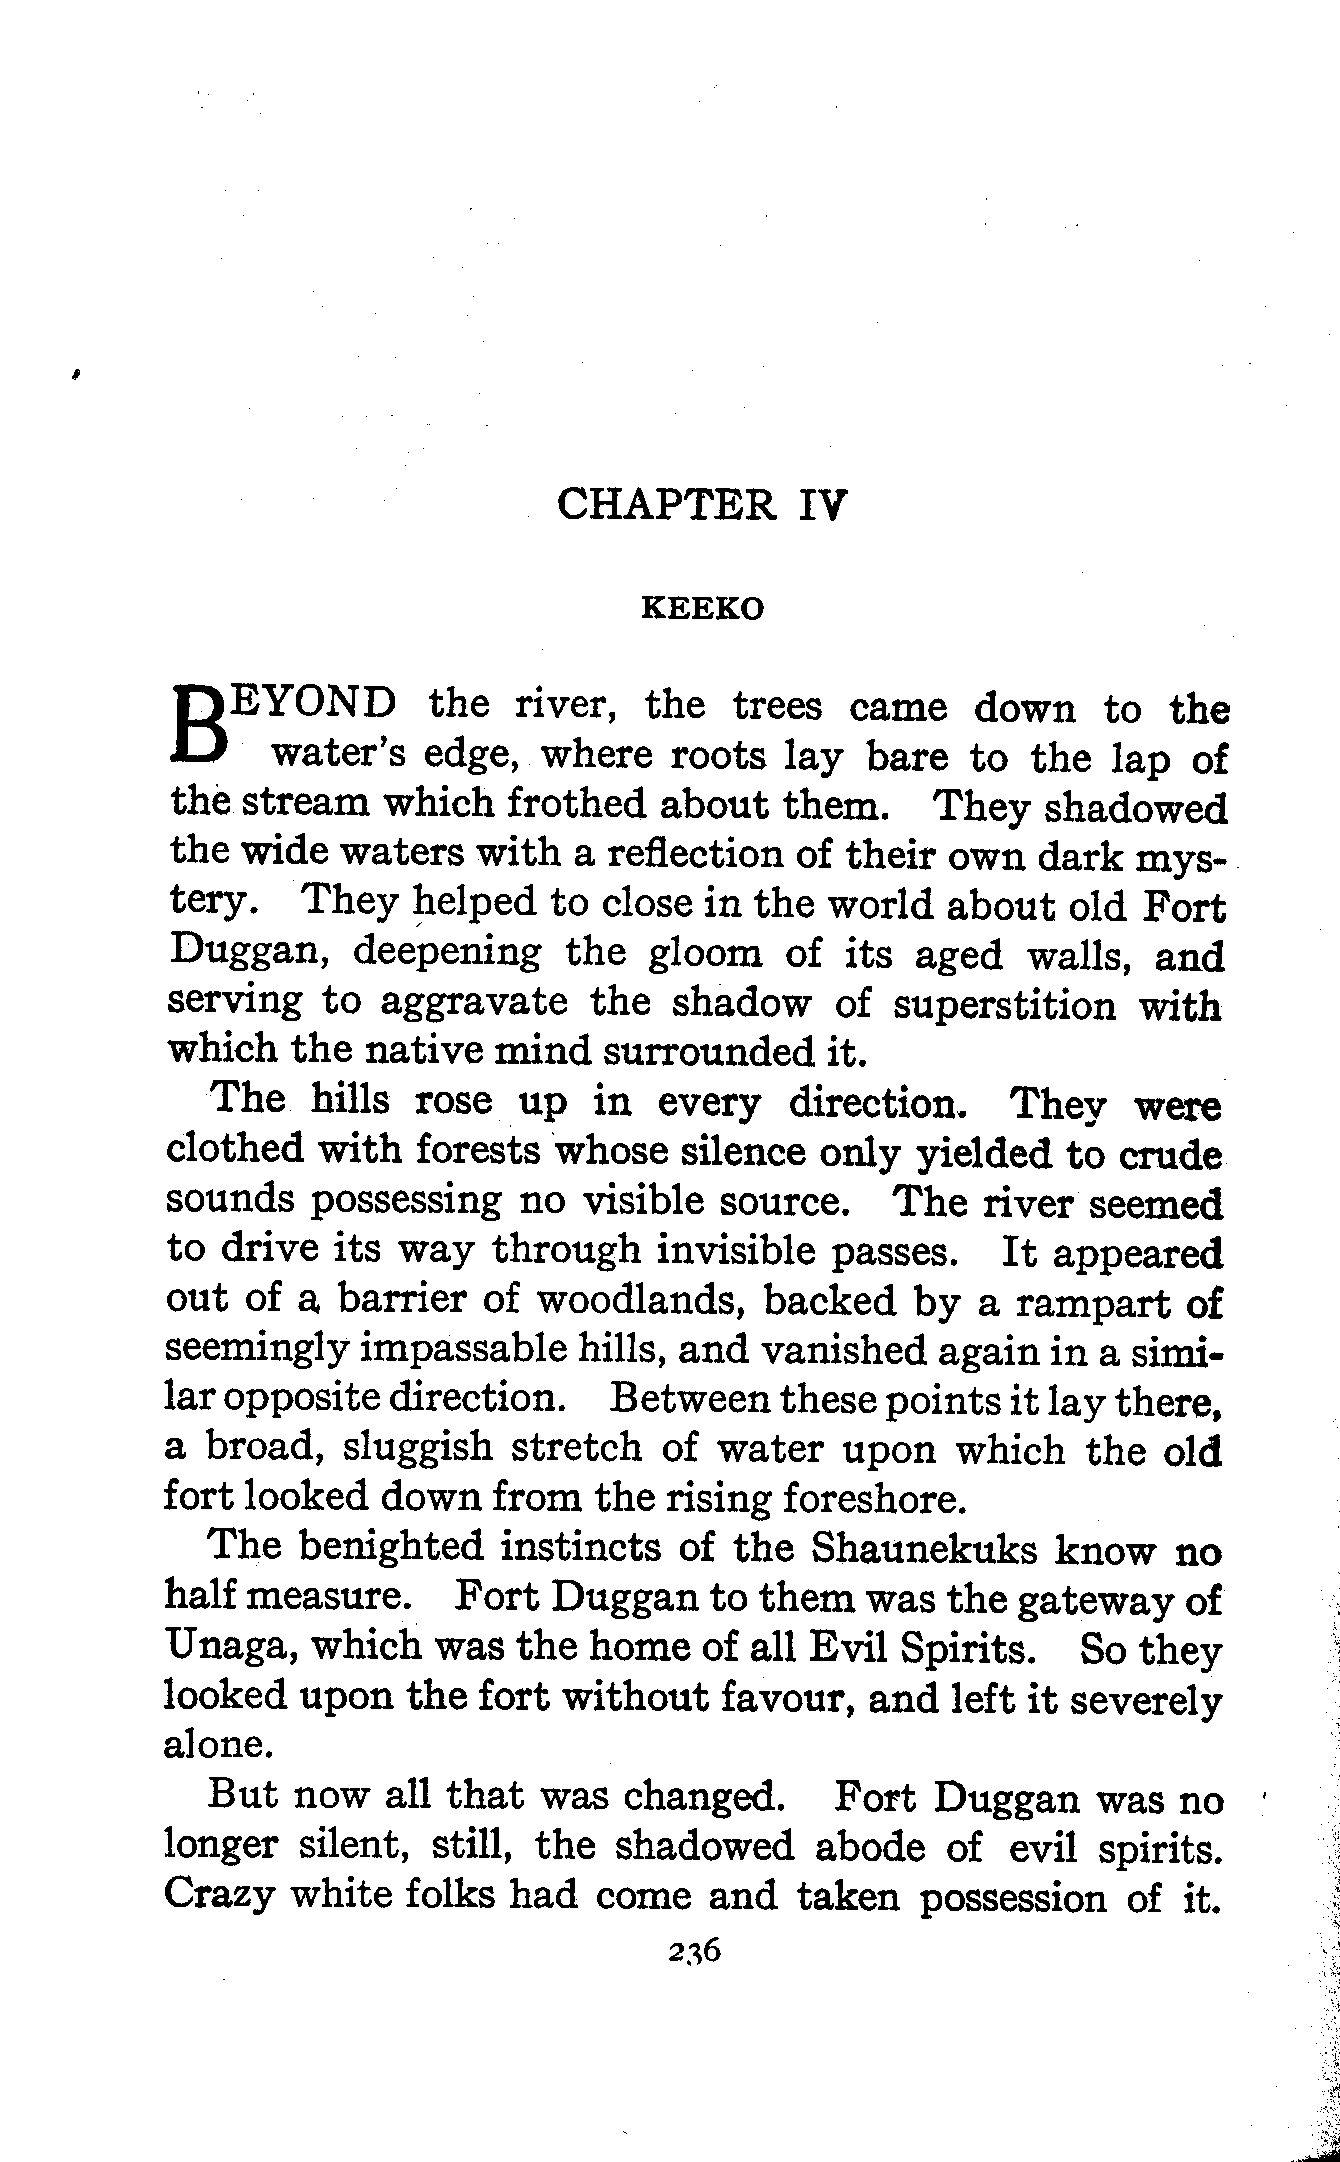 CHAPTER IV
KEEKO
BEYOND the river, the trees came down to the
water's edge, where roots lay bare to the lap of
the stream which frothed about them. They shadowed
the wide waters with a reflection of their own dark mys-
tery. They helped to close in the world about old Fort
Duggan, deepening the gloom of its aged walls, and
serving to aggravate the shadow of superstition with
which the native mind surrounded it.
The hills rose up in every direction. They were
clothed with forests whose silence only yielded to crude
sounds possessing no visible source. The river seemed
to drive its way through invisible passes. It appeared
out of a barrier of woodlands, backed by a rampart of
seemingly impassable hills, and vanished again in a simi-
lar opposite direction. Between these points it lay there,
a broad, sluggish stretch of water upon which the old
fort looked down from the rising foreshore.
The benighted instincts of the Shaunekuks know no
half measure. Fort Duggan to them was the gateway of
Unaga, which was the home of all Evil Spirits. So they
looked upon the fort without favour, and left it severely
alone.
But now all that was changed. Fort Duggan was no
longer silent, still, the shadowed abode of evil spirits.
Crazy white folks had come and taken possession of it.
236